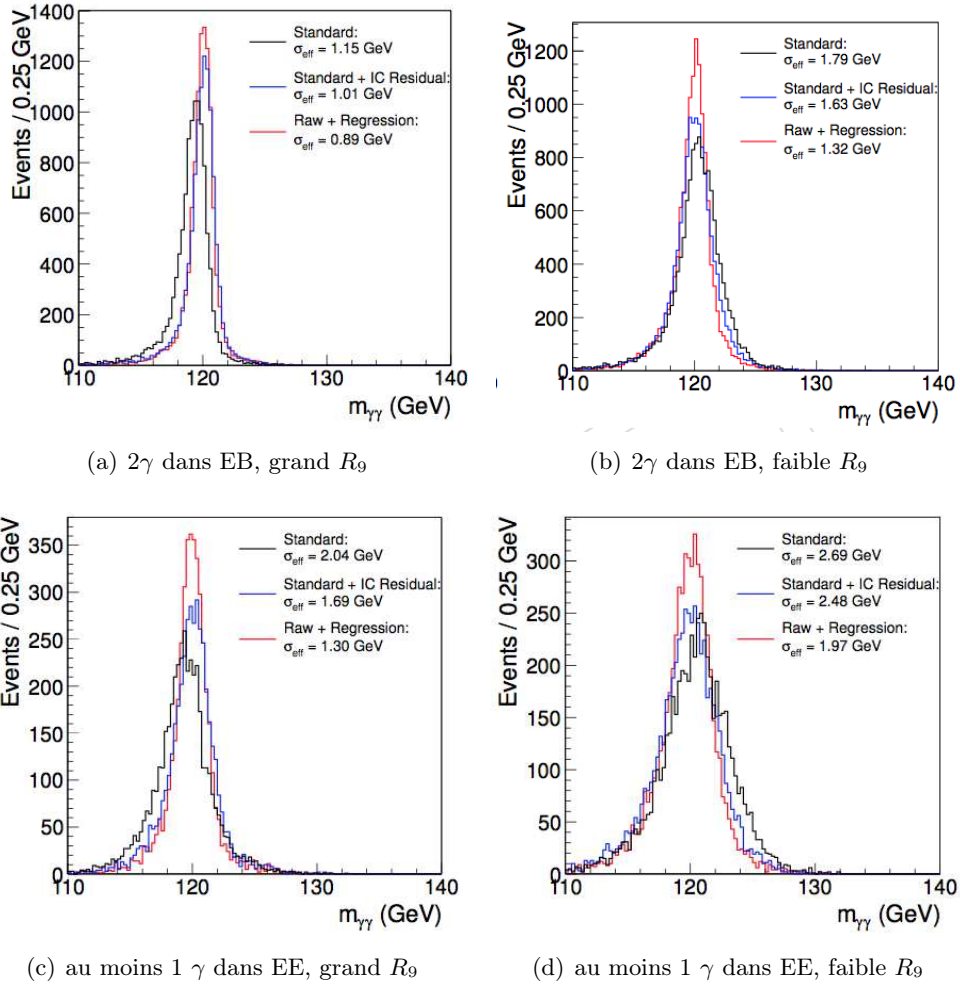 Events / 0.25 GeV
1400
1200
1000
800
600
400
200
0
110 120 130 140
mγγ (GeV)
Standard:
σeff = 1.15 GeV
Standard + IC Residual:
σeff = 1.01 GeV
Raw + Regression:
σeff = 0.89 GeV
(a) 2γ dans EB, grand R9
Events / 0.25 GeV
1200
1000
800
600
400
200
0
110 120 130 140
mγγ (GeV)
Standard:
σeff = 1.79 GeV
Standard + IC Residual:
σeff = 1.63 GeV
Raw + Regression:
σeff = 1.32 GeV
(b) 2γ dans EB, faible R9
Events / 0.25 GeV
350
300
250
200
150
100
50
0
110 120 130 140
mγγ (GeV)
Standard:
σeff = 2.04 GeV
Standard + IC Residual:
σeff = 1.69 GeV
Raw + Regression:
σeff = 1.30 GeV
(c) au moins 1 γ dans EE, grand R9
Events / 0.25 GeV
300
250
200
150
100
50
0
110 120 130 140
mγγ (GeV)
Standard:
σeff = 2.69 GeV
Standard + IC Residual:
σeff = 2.48 GeV
Raw + Regression:
σeff = 1.97 GeV
(d) au moins 1 γ dans EE, faible R9